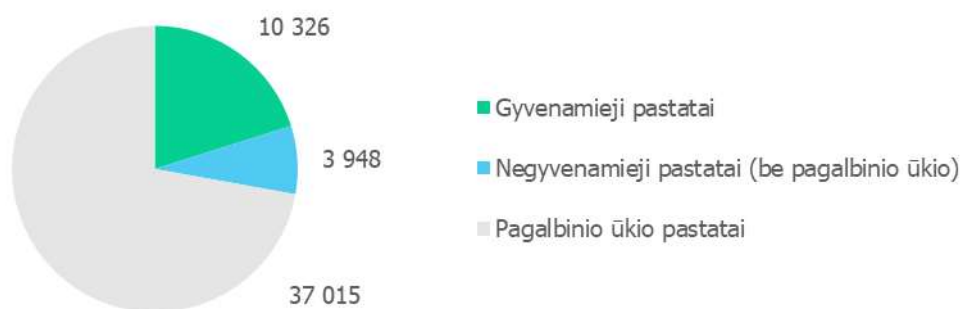 10 326
Gyvenamieji pastatai
3 948
Negyvenamieji pastatai (be pagalbinio ūkio)
Pagalbinio ūkio pastatai
37 015